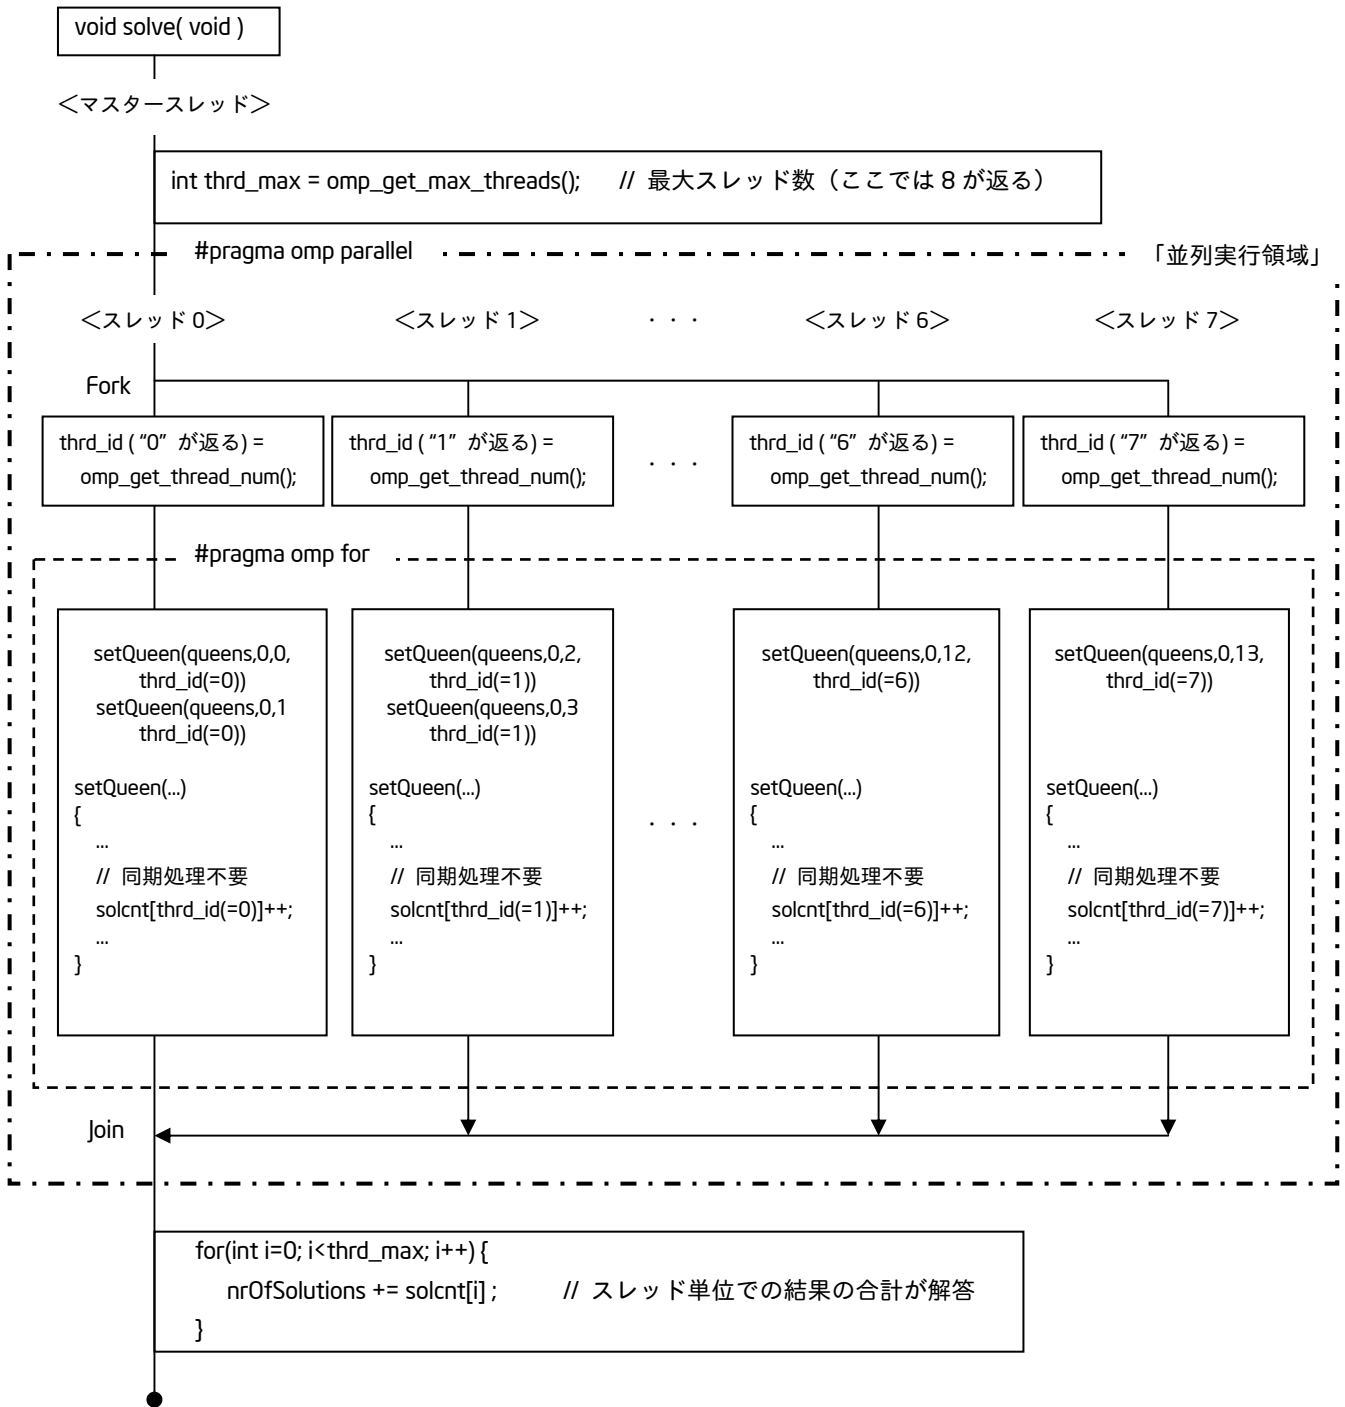 void solve( void )
＜マスタースレッド＞
int thrd_max = omp_get_max_threads(); // 最大スレッド数（ここでは 8 が返る）
#pragma omp parallel
「並列実行領域」
＜スレッド 0＞ ＜スレッド 1＞ ・・・ ＜スレッド 6＞ ＜スレッド 7＞
Fork
thrd_id ( “0” が返る) =
omp_get_thread_num();
thrd_id ( “1” が返る) =
omp_get_thread_num();
・・・
thrd_id ( “6” が返る) =
omp_get_thread_num();
thrd_id ( “7” が返る) =
omp_get_thread_num();
#pragma omp for
setQueen(queens,0,0,
thrd_id(=0))
setQueen(queens,0,1
thrd_id(=0))
setQueen(...)
{
...
// 同期処理不要
solcnt[thrd_id(=0)]++;
...
}
setQueen(queens,0,2,
thrd_id(=1))
setQueen(queens,0,3
thrd_id(=1))
setQueen(...)
{
...
// 同期処理不要
solcnt[thrd_id(=1)]++;
...
}
・・・
setQueen(queens,0,12,
thrd_id(=6))
setQueen(...)
{
...
// 同期処理不要
solcnt[thrd_id(=6)]++;
...
}
setQueen(queens,0,13,
thrd_id(=7))
setQueen(...)
{
...
// 同期処理不要
solcnt[thrd_id(=7)]++;
...
}
Join
for(int i=0; i<thrd_max; i++) {
nrOfSolutions += solcnt[i] ; // スレッド単位での結果の合計が解答
}